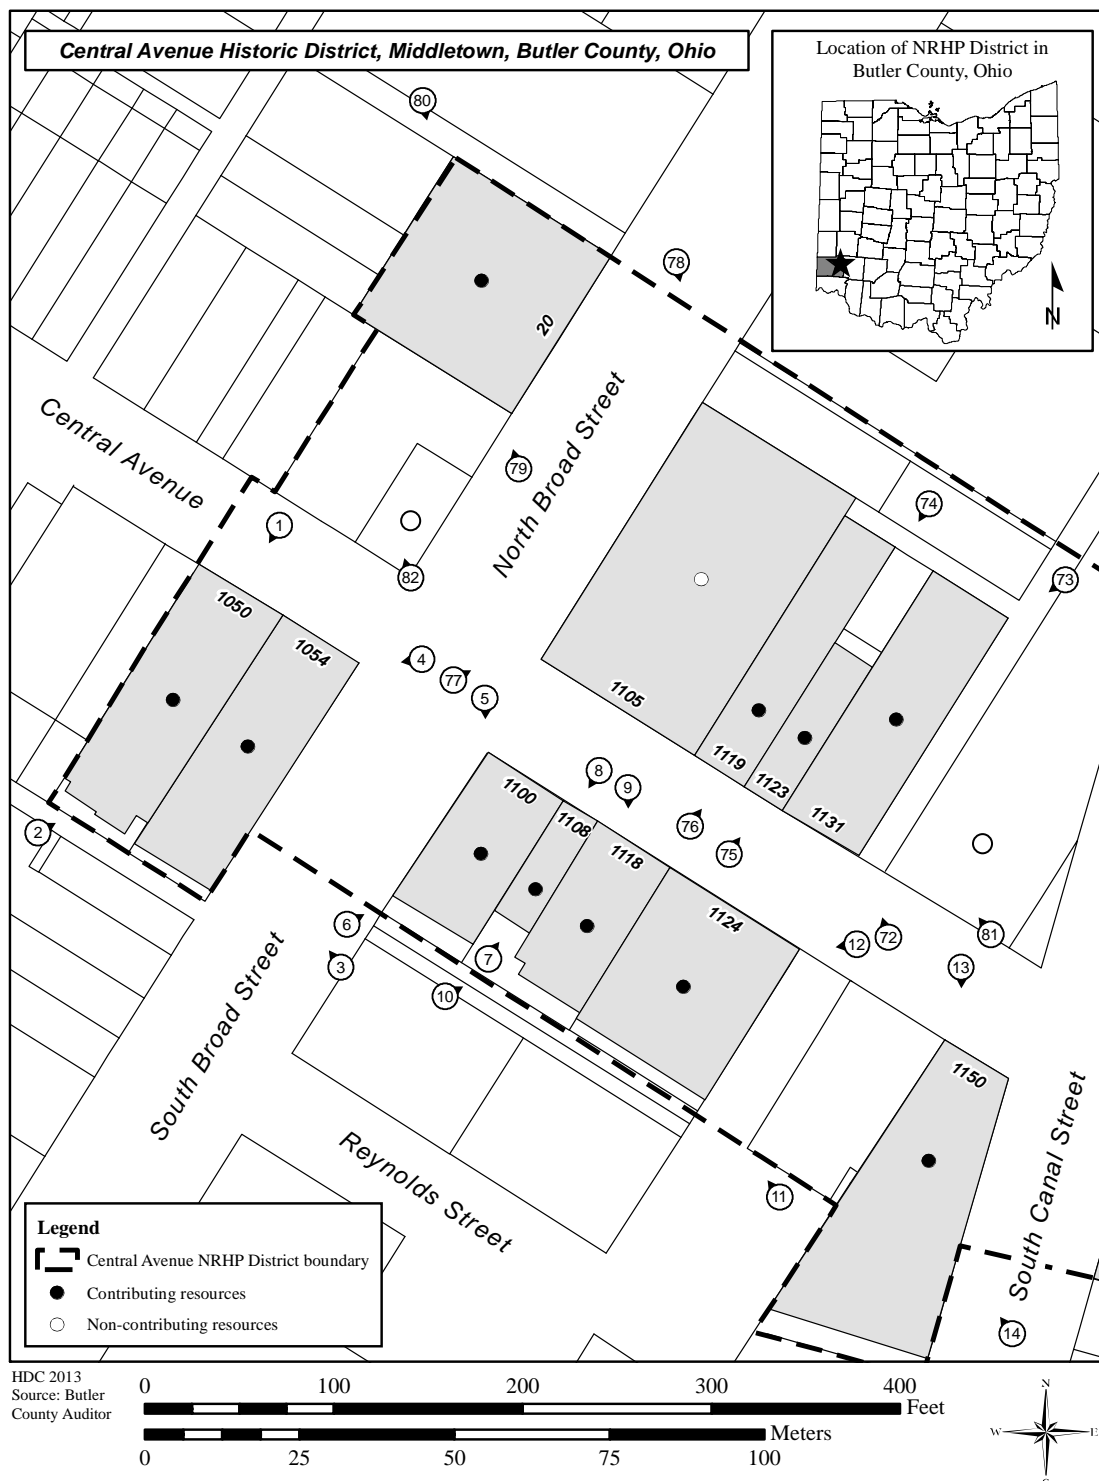 Central Avenue Historic District, Middletown, Butler County, Ohio
Location of NRHP District in
Butler County, Ohio
N
80
78
20
79
74
73
Central Avenue
1
82
North Broad Street
1050
1054
4
77
5
1105
1119
1123
1131
2
8
9
76
75
1100
1108
1118
1124
6
3
7
10
12
72
81
13
South Broad Street
Reynolds Street
11
1150
South Canal Street
14
Legend
Central Avenue NRHP District boundary
Contributing resources
Non-contributing resources
HDC 2013
Source: Butler
County Auditor
0 100 200 300 400
Feet
Meters
0 25 50 75 100
N
W E
S